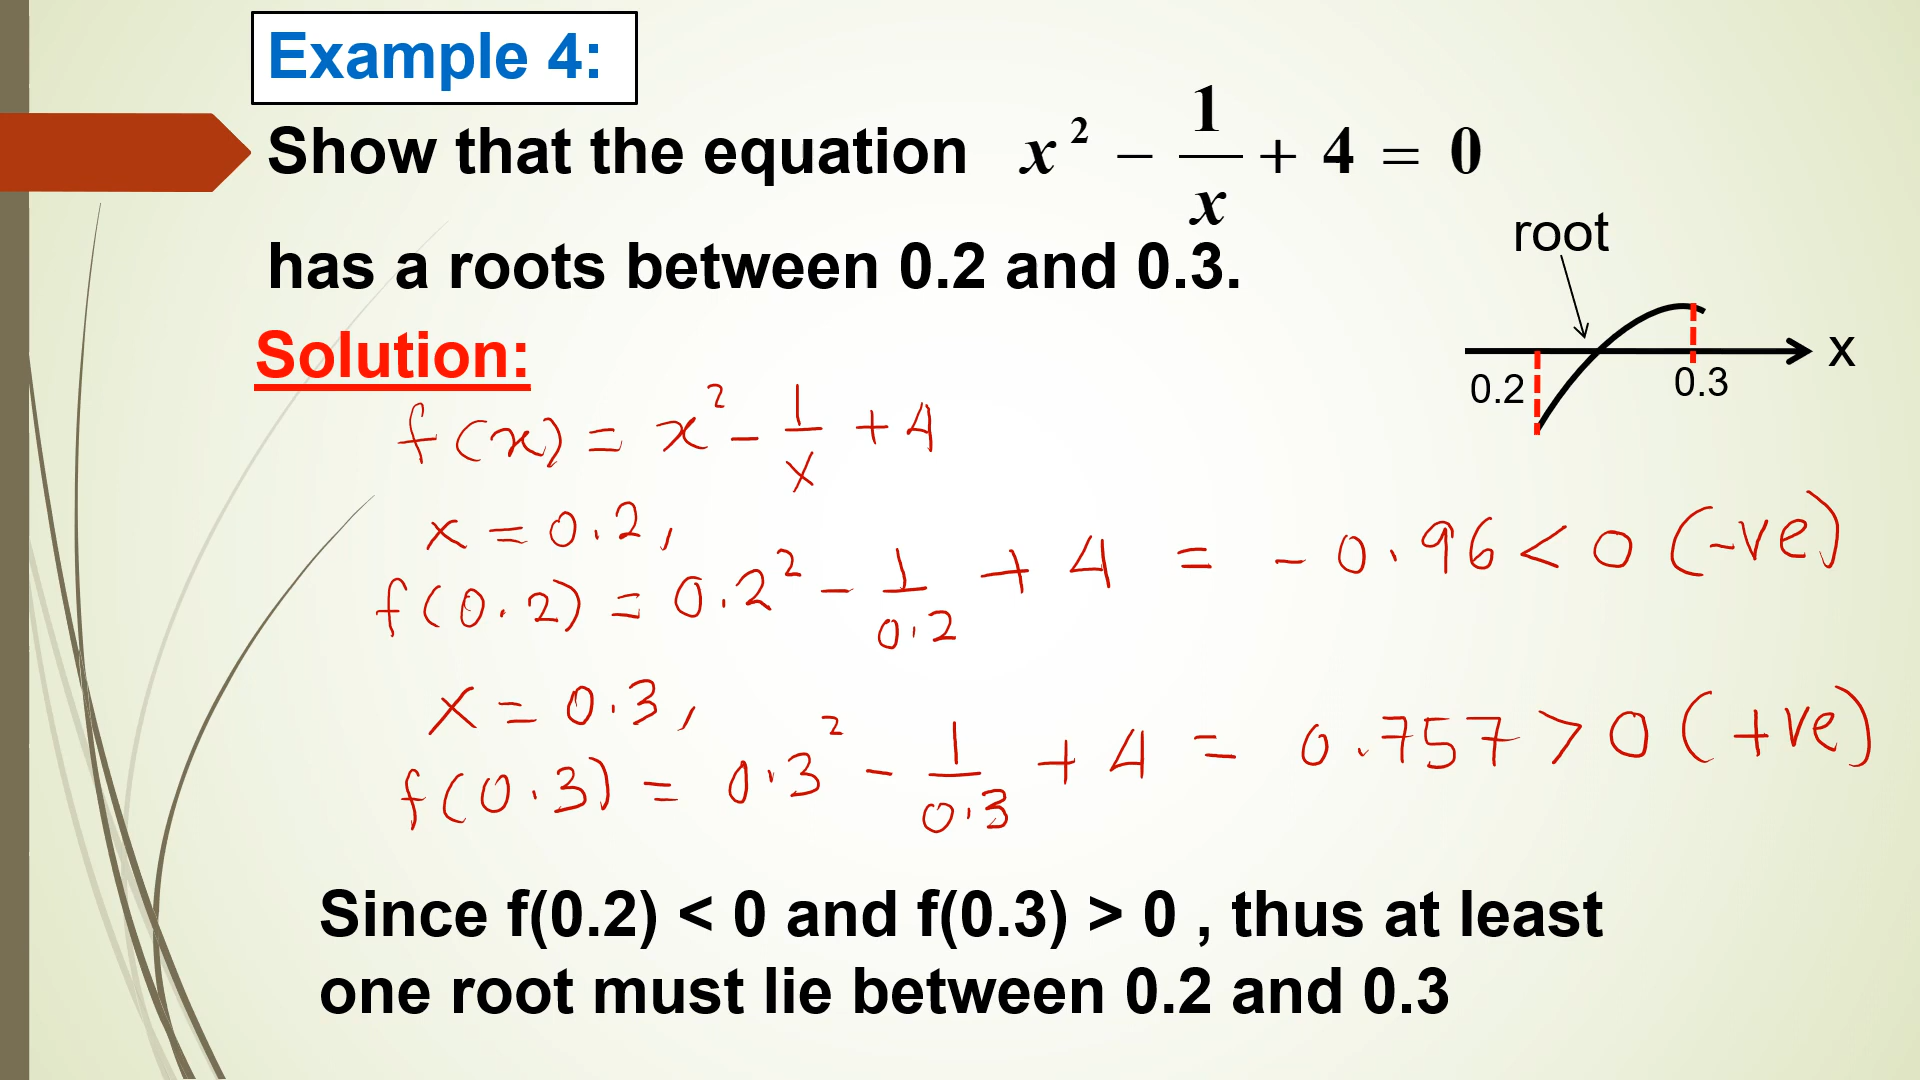 Example 4:
Show that the equation x² − 1/x + 4 = 0
has a roots between 0.2 and 0.3.
root
x
0.2
0.3
Solution:
f(x) = x² − 1/x + 4
x = 0.2,
f(0.2) = 0.2² − 1/0.2 + 4 = −0.96 < 0 (−ve)
x = 0.3,
f(0.3) = 0.3² − 1/0.3 + 4 = 0.757 > 0 (+ve)
Since f(0.2) < 0 and f(0.3) > 0 , thus at least
one root must lie between 0.2 and 0.3